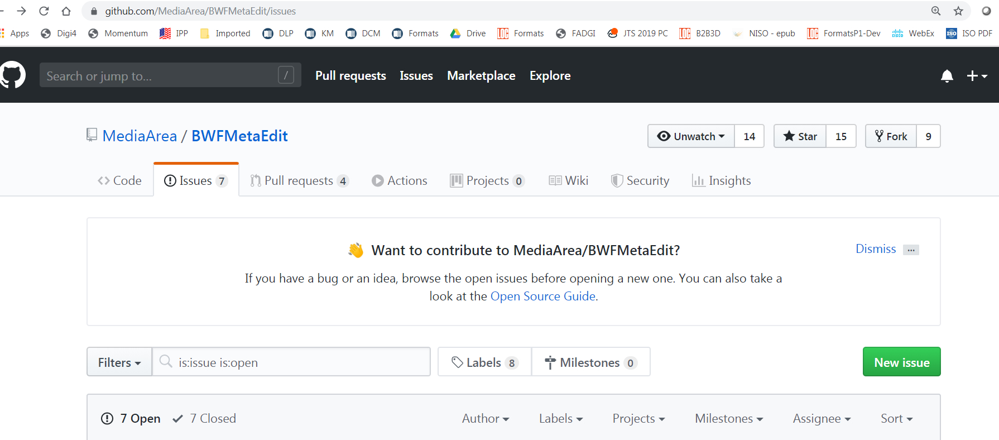 github.com/MediaArea/BWFMetaEdit/issues
Apps Digi4 Momentum IPP Imported DLP KM DCM Formats Drive LOC Formats FADGI JTS 2019 PC LOC B2B3D NISO - epub LOC FormatsP1-Dev CISCO WebEx ISO ISO PDF
Search or jump to... / Pull requests Issues Marketplace Explore
MediaArea / BWFMetaEdit Unwatch 14 Star 15 Fork 9
Code Issues 7 Pull requests 4 Actions Projects 0 Wiki Security Insights
Want to contribute to MediaArea/BWFMetaEdit? Dismiss ...
If you have a bug or an idea, browse the open issues before opening a new one. You can also take a
look at the Open Source Guide.
Filters is:issue is:open Labels 8 Milestones 0 New issue
7 Open 7 Closed Author Labels Projects Milestones Assignee Sort